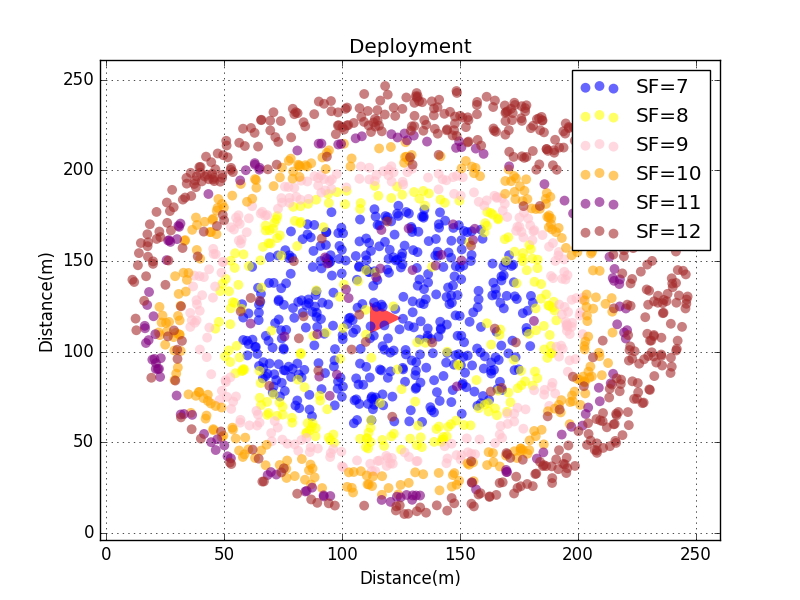 Deployment
250
200
150
100
50
0
Distance(m)
SF=7
SF=8
SF=9
SF=10
SF=11
SF=12
0 50 100 150 200 250
Distance(m)